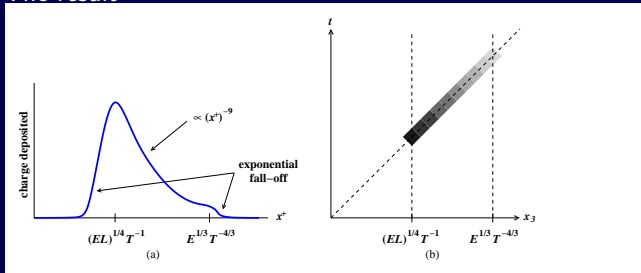 charge deposited
∝ (x⁺)⁻⁹
exponential
fall–off
x⁺
(EL)^{1/4} T⁻¹
E^{1/3} T^{-4/3}
(a)
t
x₃
(EL)^{1/4} T⁻¹
E^{1/3} T^{-4/3}
(b)